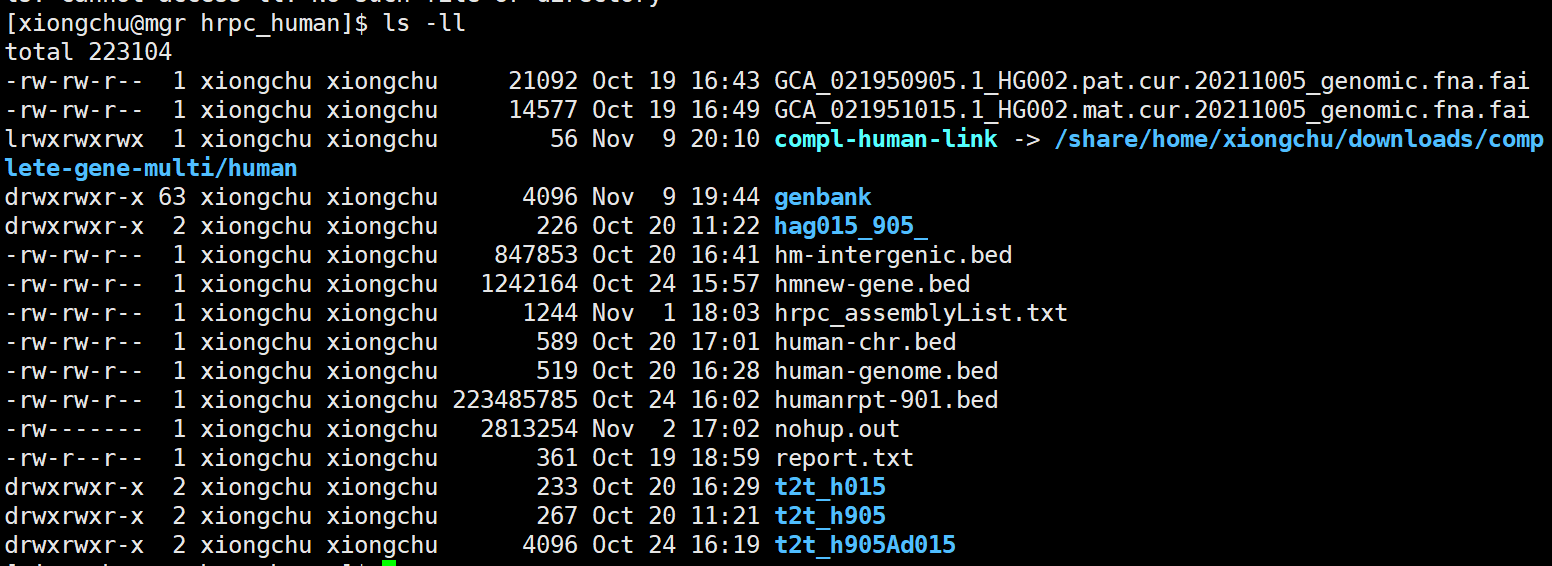 ls: cannot access ll: No such file or directory
[xiongchu@mgr hrpc_human]$ ls -ll
total 223104
-rw-rw-r--  1 xiongchu xiongchu     21092 Oct 19 16:43 GCA_021950905.1_HG002.pat.cur.20211005_genomic.fna.fai
-rw-rw-r--  1 xiongchu xiongchu     14577 Oct 19 16:49 GCA_021951015.1_HG002.mat.cur.20211005_genomic.fna.fai
lrwxrwxrwx  1 xiongchu xiongchu        56 Nov  9 20:10 compl-human-link -> /share/home/xiongchu/downloads/comp
lete-gene-multi/human
drwxrwxr-x 63 xiongchu xiongchu      4096 Nov  9 19:44 genbank
drwxrwxr-x  2 xiongchu xiongchu       226 Oct 20 11:22 hag015_905_
-rw-rw-r--  1 xiongchu xiongchu    847853 Oct 20 16:41 hm-intergenic.bed
-rw-rw-r--  1 xiongchu xiongchu   1242164 Oct 24 15:57 hmnew-gene.bed
-rw-rw-r--  1 xiongchu xiongchu      1244 Nov  1 18:03 hrpc_assemblyList.txt
-rw-rw-r--  1 xiongchu xiongchu       589 Oct 20 17:01 human-chr.bed
-rw-rw-r--  1 xiongchu xiongchu       519 Oct 20 16:28 human-genome.bed
-rw-rw-r--  1 xiongchu xiongchu 223485785 Oct 24 16:02 humanrpt-901.bed
-rw-------  1 xiongchu xiongchu   2813254 Nov  2 17:02 nohup.out
-rw-r--r--  1 xiongchu xiongchu       361 Oct 19 18:59 report.txt
drwxrwxr-x  2 xiongchu xiongchu       233 Oct 20 16:29 t2t_h015
drwxrwxr-x  2 xiongchu xiongchu       267 Oct 20 11:21 t2t_h905
drwxrwxr-x  2 xiongchu xiongchu      4096 Oct 24 16:19 t2t_h905Ad015